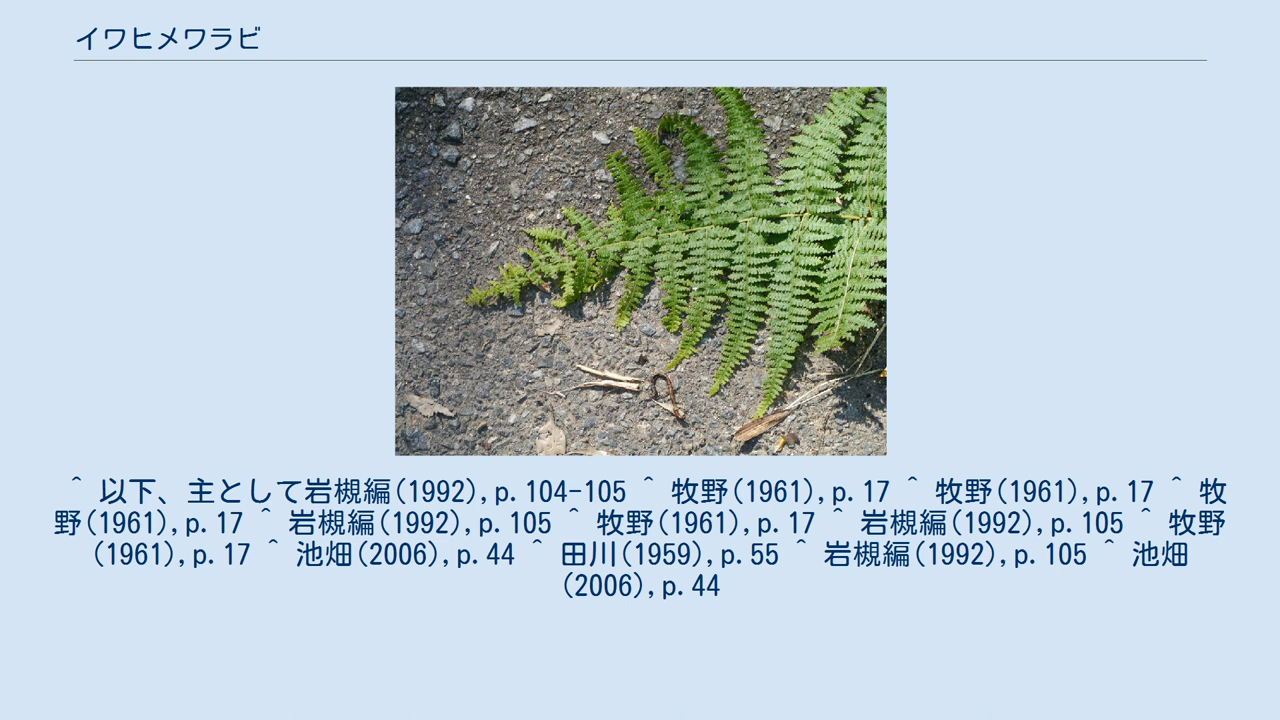 イワヒメワラビ
^ 以下、主として岩槻編(1992),p.104-105 ^ 牧野(1961),p.17 ^ 牧野(1961),p.17 ^ 牧
野(1961),p.17 ^ 岩槻編(1992),p.105 ^ 牧野(1961),p.17 ^ 岩槻編(1992),p.105 ^ 牧野
(1961),p.17 ^ 池畑(2006),p.44 ^ 田川(1959),p.55 ^ 岩槻編(1992),p.105 ^ 池畑
(2006),p.44